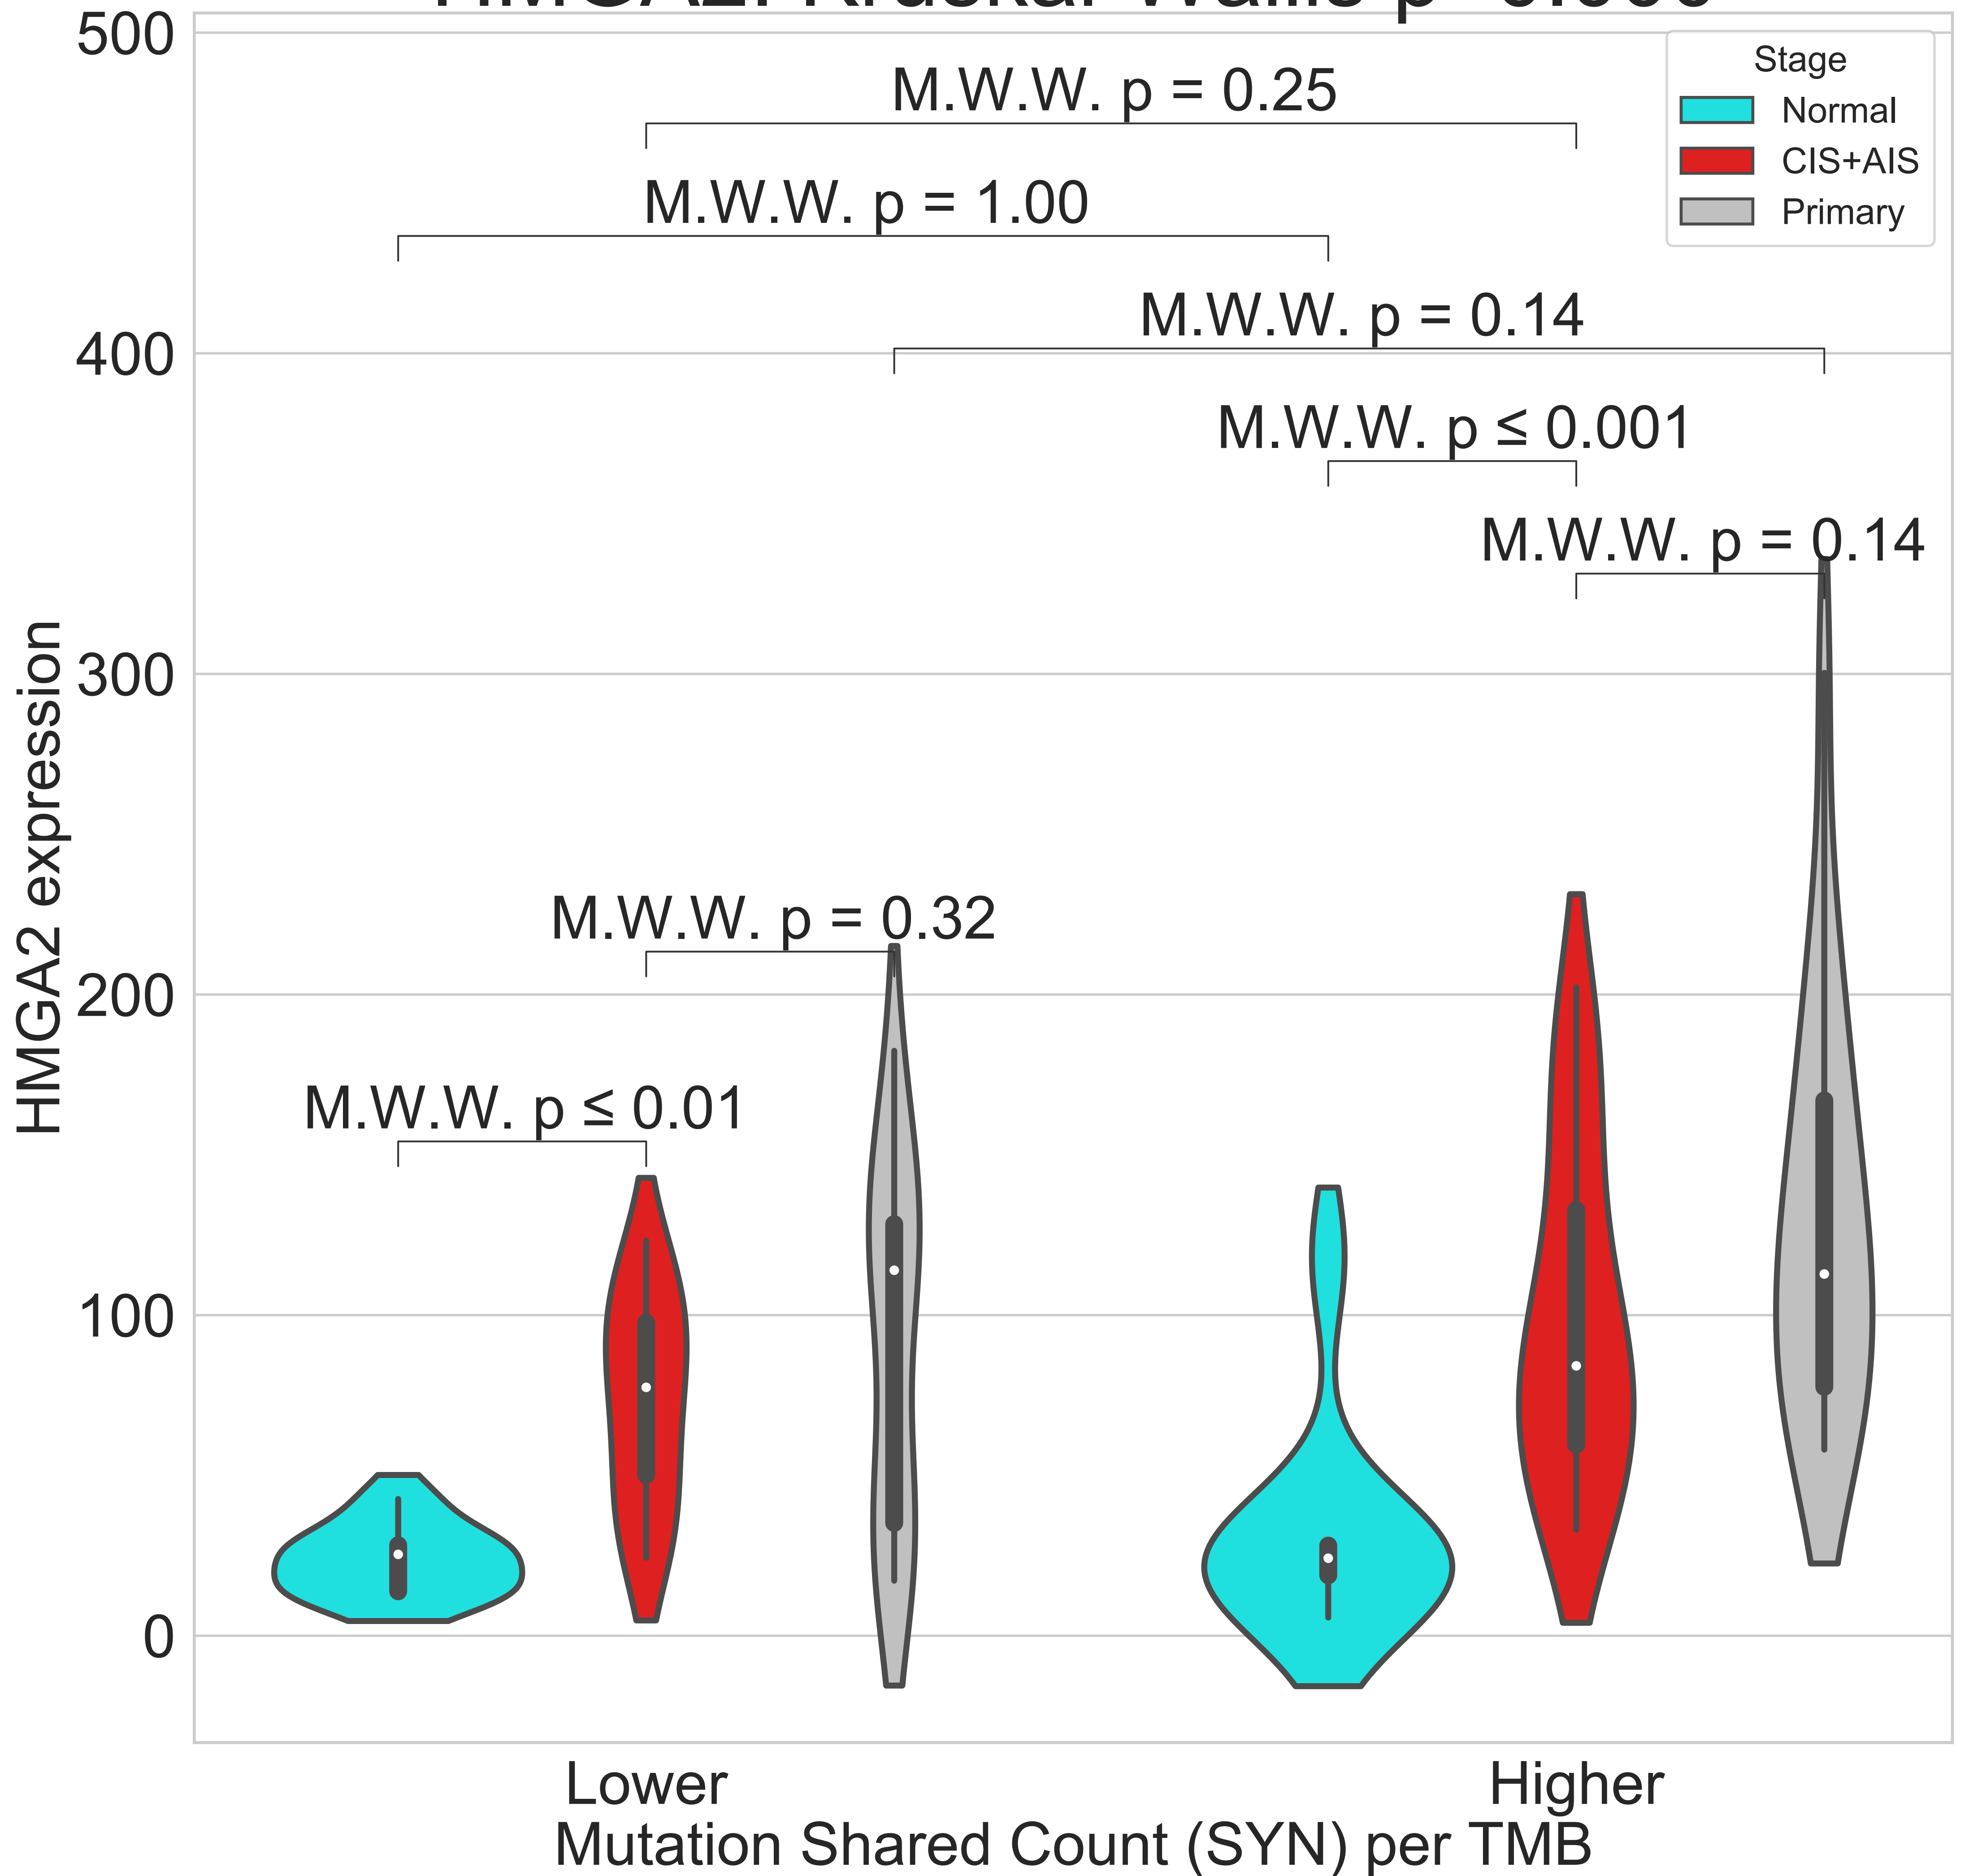 500
M.W.W. p = 0.25
Stage
Normal
CIS+AIS
Primary
M.W.W. p = 1.00
M.W.W. p = 0.14
400
M.W.W. p ≤ 0.001
M.W.W. p = 0.14
300
HMGA2 expression
M.W.W. p = 0.32
200
M.W.W. p ≤ 0.01
100
0
Lower
Higher
Mutation Shared Count (SYN) per TMB